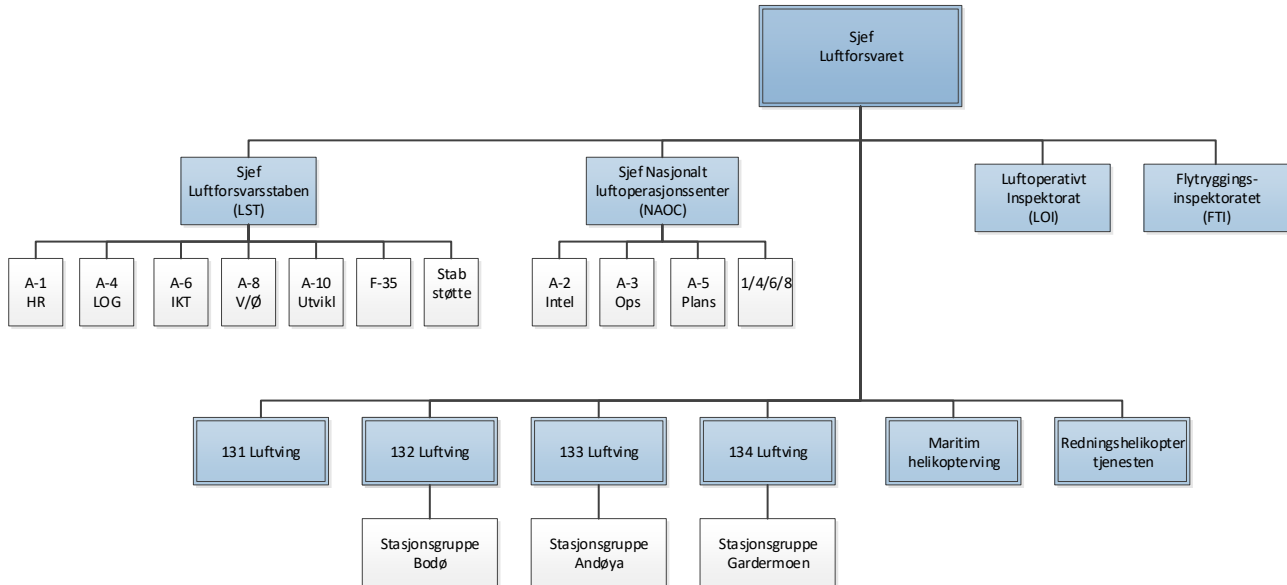 Sjef
Luftforsvaret
Sjef
Luftforsvarsstaben
(LST)
Sjef Nasjonalt
luftoperasjonssenter
(NAOC)
Luftoperativt
Inspektorat
(LOI)
Flytryggings-
inspektoratet
(FTI)
A-1
HR
A-4
LOG
A-6
IKT
A-8
V/Ø
A-10
Utvikl
F-35
Stab
støtte
A-2
Intel
A-3
Ops
A-5
Plans
1/4/6/8
131 Luftving
132 Luftving
133 Luftving
134 Luftving
Maritim
helikopterving
Redningshelikopter
tjenesten
Stasjonsgruppe
Bodø
Stasjonsgruppe
Andøya
Stasjonsgruppe
Gardermoen